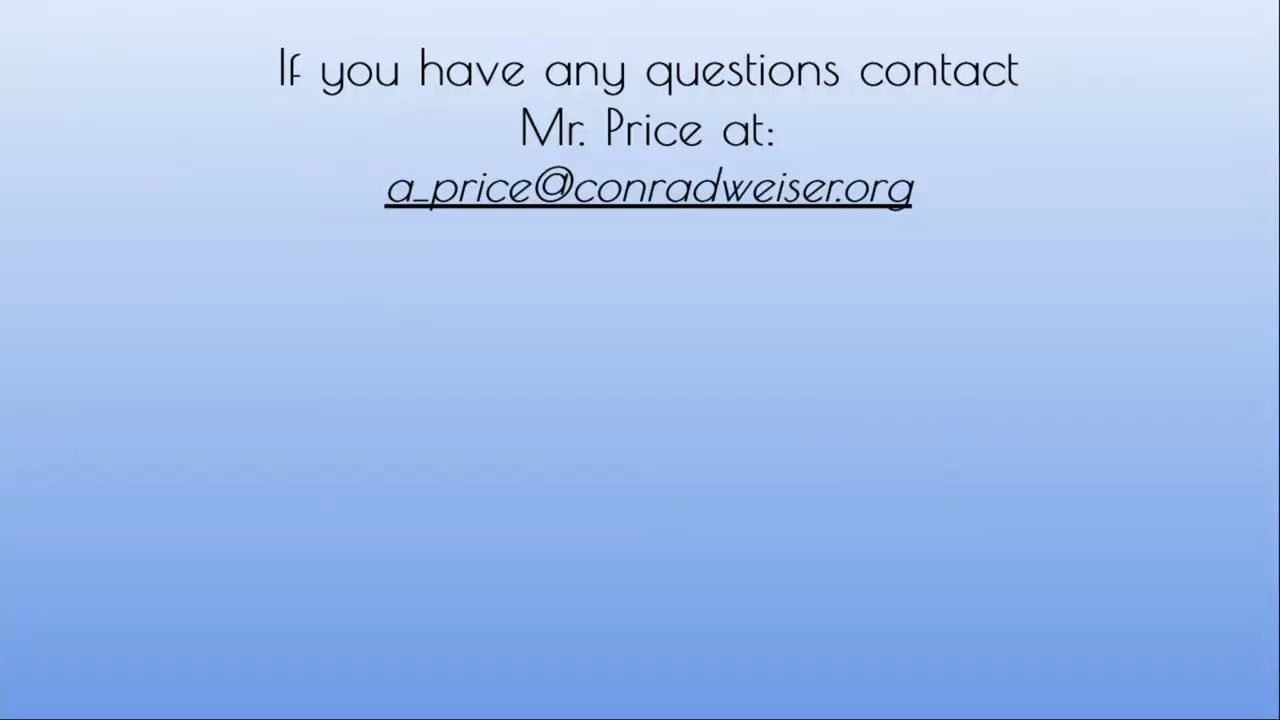 If you have any questions contact
Mr. Price at:
a_price@conradweiser.org